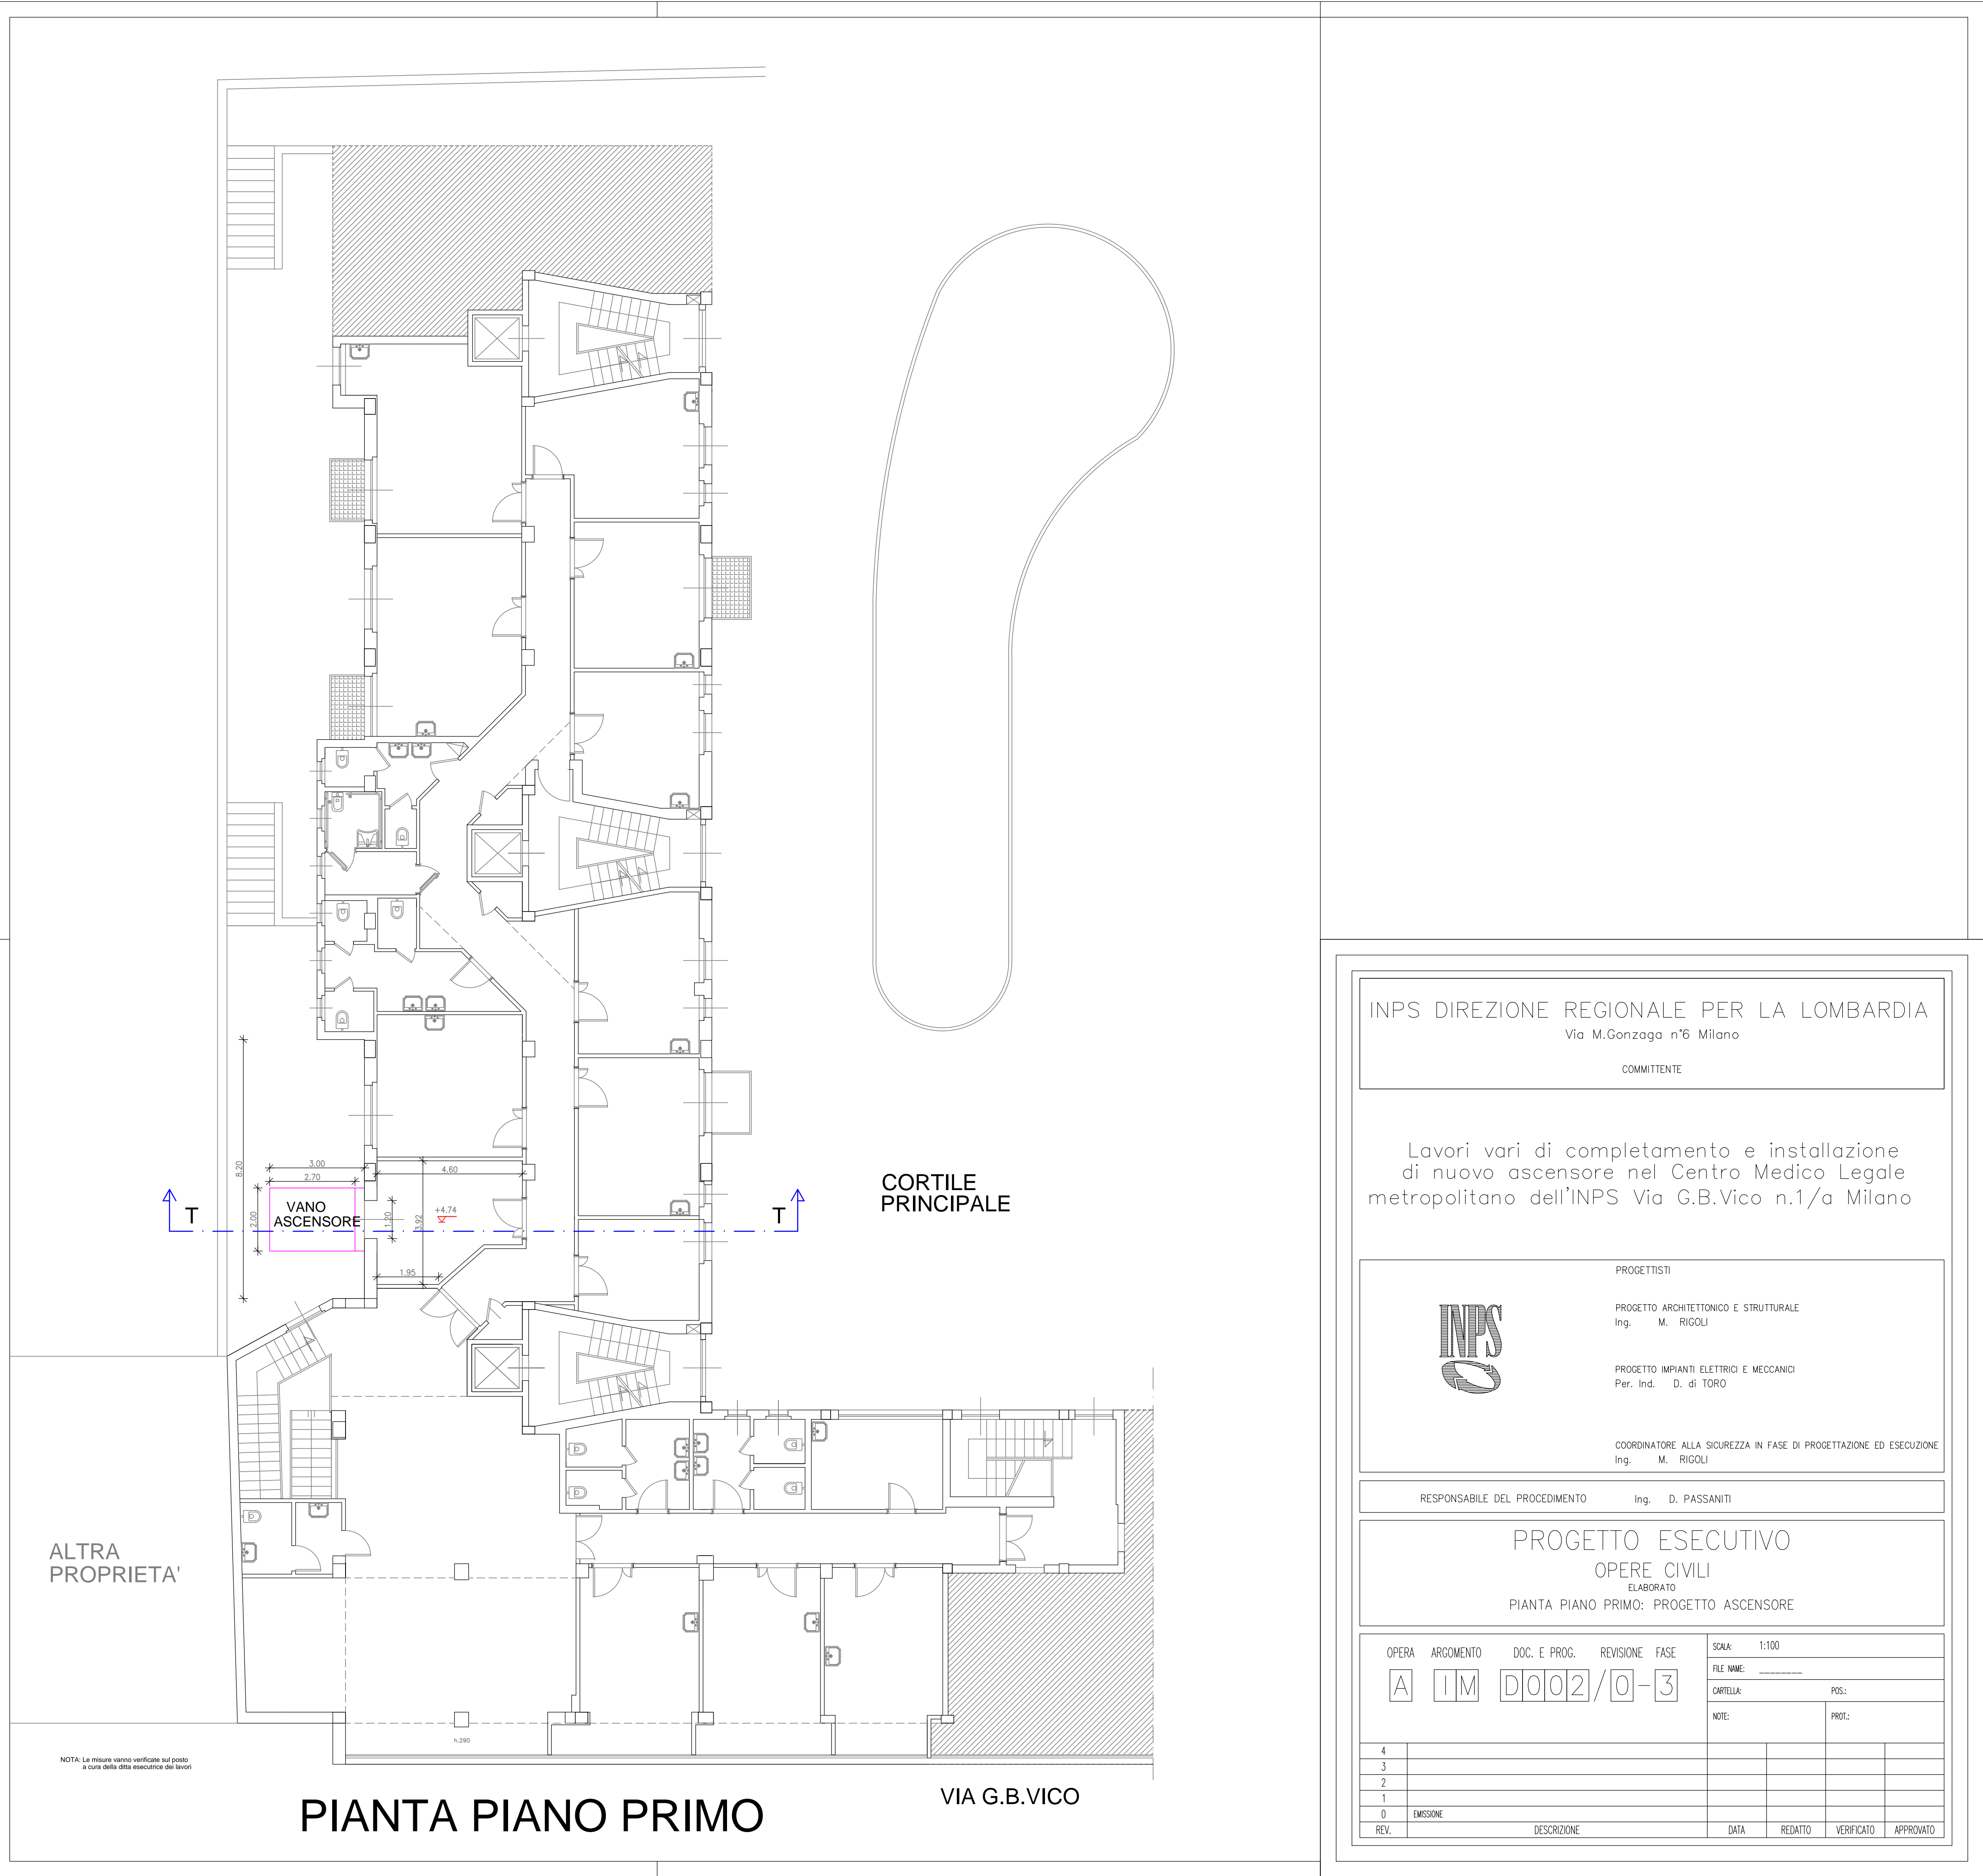 8.20
3.00
2.70
4.60
VANO
ASCENSORE
2.00
1.20
3.92
+4.74
1.95
T
T
CORTILE
PRINCIPALE
ALTRA
PROPRIETA'
h.290
NOTA: Le misure vanno verificate sul posto
a cura della ditta esecutrice dei lavori
PIANTA PIANO PRIMO
VIA G.B.VICO
INPS DIREZIONE REGIONALE PER LA LOMBARDIA
Via M.Gonzaga n°6 Milano
COMMITTENTE
Lavori vari di completamento e installazione
di nuovo ascensore nel Centro Medico Legale
metropolitano dell'INPS Via G.B.Vico n.1/a Milano
PROGETTISTI
INPS
PROGETTO ARCHITETTONICO E STRUTTURALE
Ing. M. RIGOLI
PROGETTO IMPIANTI ELETTRICI E MECCANICI
Per. Ind. D. di TORO
COORDINATORE ALLA SICUREZZA IN FASE DI PROGETTAZIONE ED ESECUZIONE
Ing. M. RIGOLI
RESPONSABILE DEL PROCEDIMENTO Ing. D. PASSANITI
PROGETTO ESECUTIVO
OPERE CIVILI
ELABORATO
PIANTA PIANO PRIMO: PROGETTO ASCENSORE
OPERA ARGOMENTO DOC. E PROG. REVISIONE FASE
A IM D002/0-3
SCALA: 1:100
FILE NAME: ________
CARTELLA: POS.:
NOTE: PROT.:
4
3
2
1
0 EMISSIONE
REV. DESCRIZIONE DATA REDATTO VERIFICATO APPROVATO